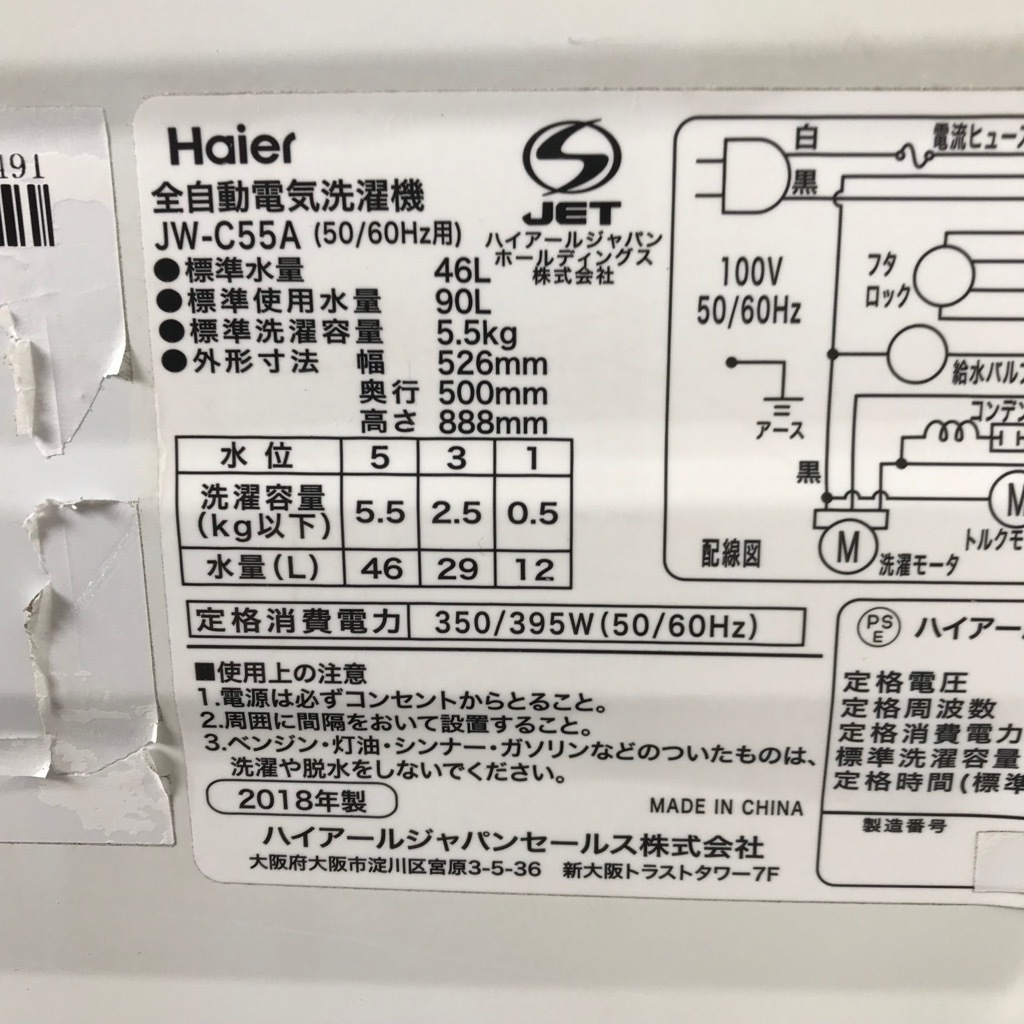 491
Haier
全自動電気洗濯機
JW-C55A (50/60Hz用)
●標準水量 46L
●標準使用水量 90L
●標準洗濯容量 5.5kg
●外形寸法 幅 526mm
奥行 500mm
高さ 888mm
JET
ハイアールジャパン
ホールディングス
株式会社
水位 5 3 1
洗濯容量
(kg以下) 5.5 2.5 0.5
水量(L) 46 29 12
定格消費電力 350/395W(50/60Hz)
■使用上の注意
1.電源は必ずコンセントからとること。
2.周囲に間隔をおいて設置すること。
3.ベンジン・灯油・シンナー・ガソリンなどのついたものは、
洗濯や脱水をしないでください。
2018年製
MADE IN CHINA
ハイアールジャパンセールス株式会社
大阪府大阪市淀川区宮原3-5-36 新大阪トラストタワー7F
白
電流ヒューズ
黒
100V
50/60Hz
フタ
ロック
給水バルブ
アース
コンデン
黒
M
M
トルクモ
洗濯モータ
配線図
PS
E
ハイアール
定格電圧
定格周波数
定格消費電力
標準洗濯容量
定格時間(標準
製造番号